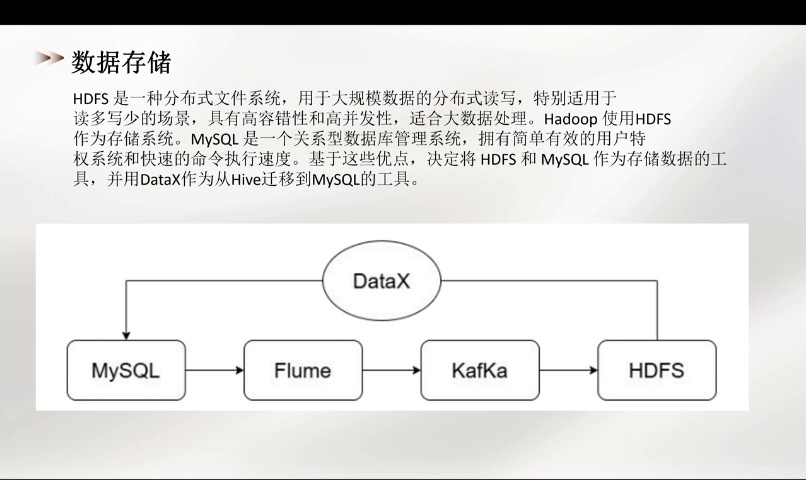 数据存储
HDFS 是一种分布式文件系统，用于大规模数据的分布式读写，特别适用于
读多写少的场景，具有高容错性和高并发性，适合大数据处理。Hadoop 使用HDFS
作为存储系统。MySQL 是一个关系型数据库管理系统，拥有简单有效的用户特
权系统和快速的命令执行速度。基于这些优点，决定将 HDFS 和 MySQL 作为存储数据的工
具，并用DataX作为从Hive迁移到MySQL的工具。
DataX
MySQL
Flume
KafKa
HDFS